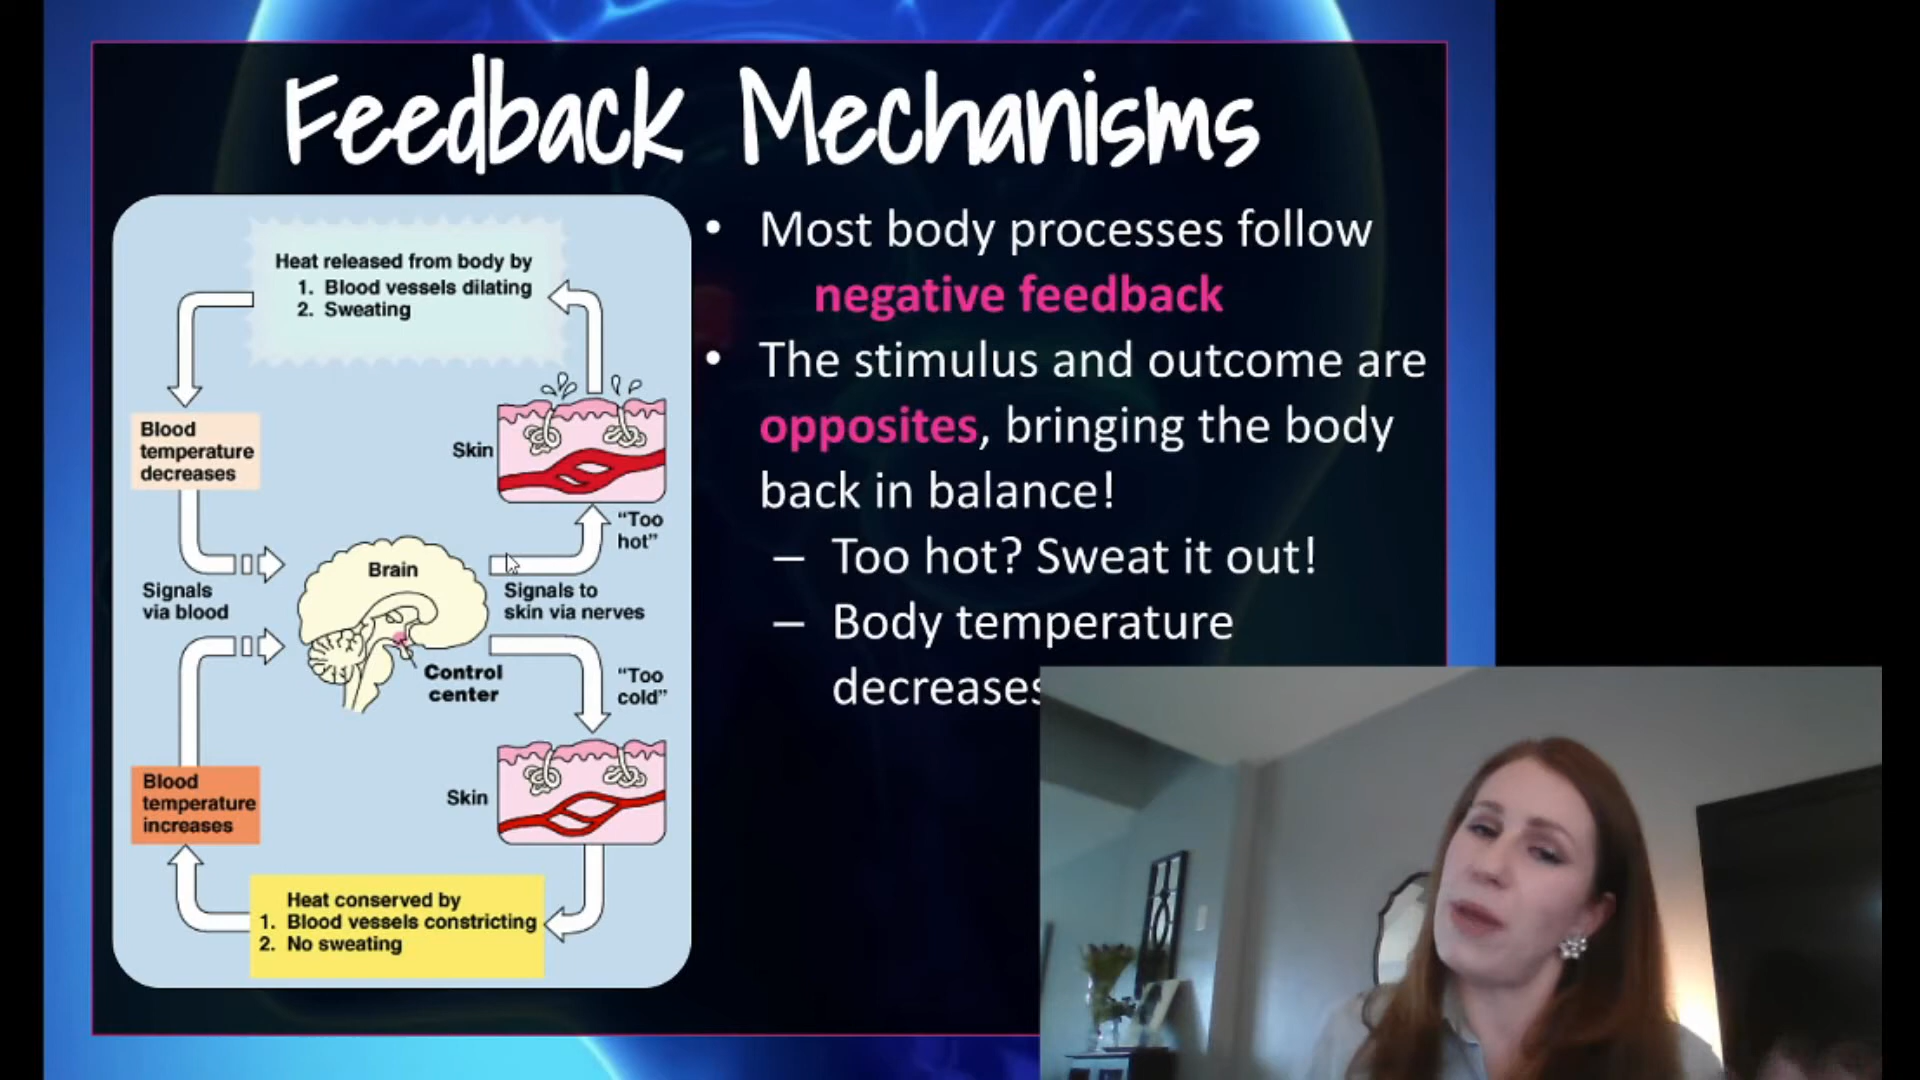 Feedback Mechanisms
Heat released from body by
1. Blood vessels dilating
2. Sweating
Blood
temperature
decreases
Skin
“Too
hot”
Brain
Signals
via blood
Signals to
skin via nerves
Control
center
“Too
cold”
Blood
temperature
increases
Skin
Heat conserved by
1. Blood vessels constricting
2. No sweating
• Most body processes follow
negative feedback
• The stimulus and outcome are
opposites, bringing the body
back in balance!
– Too hot? Sweat it out!
– Body temperature
decreases